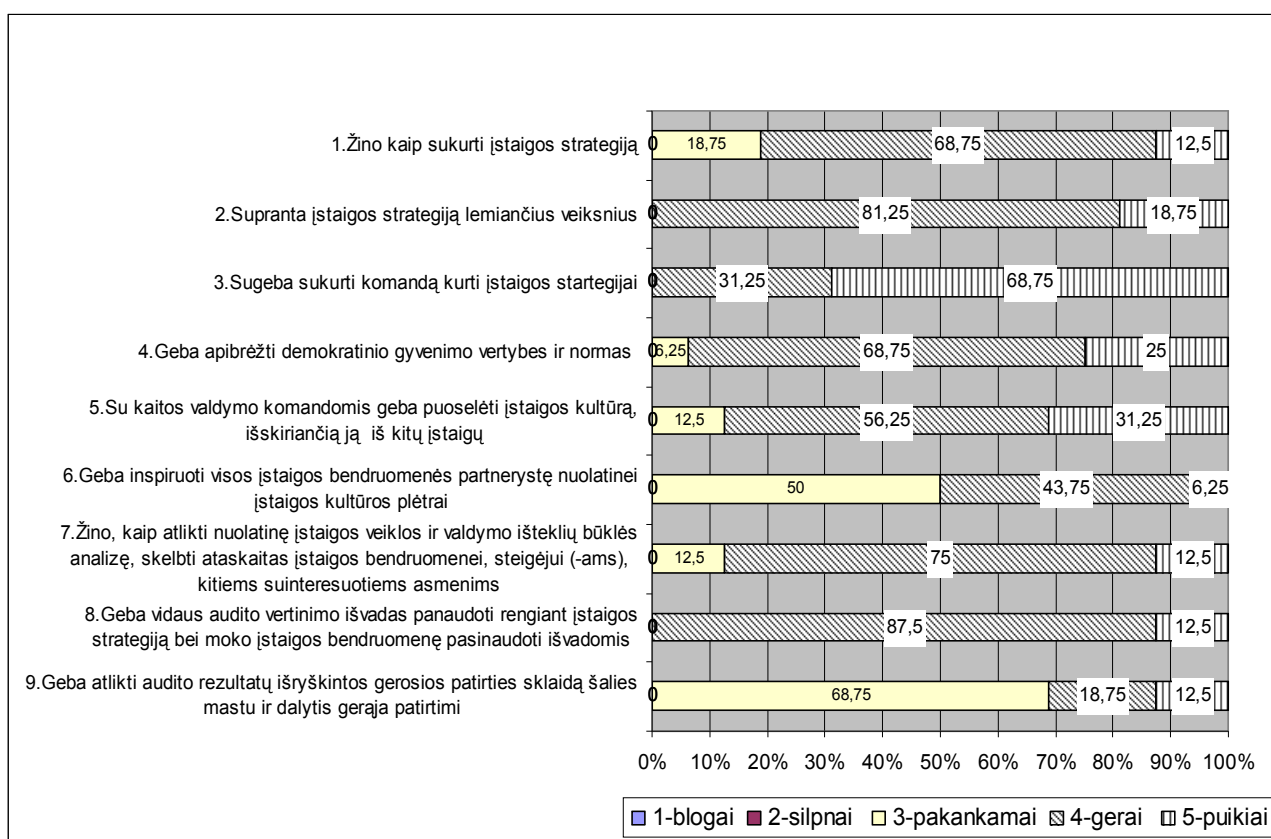 1.Žino kaip sukurti įstaigos strategiją
0 18,75 68,75 12,5
2.Supranta įstaigos strategiją lemiančius veiksnius
0 81,25 18,75
3.Sugeba sukurti komandą kurti įstaigos startegijai
0 31,25 68,75
4.Geba apibrėžti demokratinio gyvenimo vertybes ir normas
0 6,25 68,75 25
5.Su kaitos valdymo komandomis geba puoselėti įstaigos kultūrą,
išskiriančią ją iš kitų įstaigų
0 12,5 56,25 31,25
6.Geba inspiruoti visos įstaigos bendruomenės partnerystę nuolatinei
įstaigos kultūros plėtrai
0 50 43,75 6,25
7.Žino, kaip atlikti nuolatinę įstaigos veiklos ir valdymo išteklių būklės
analizę, skelbti ataskaitas įstaigos bendruomenei, steigėjui (-ams),
kitiems suinteresuotiems asmenims
0 12,5 75 12,5
8.Geba vidaus audito vertinimo išvadas panaudoti rengiant įstaigos
strategiją bei moko įstaigos bendruomenę pasinaudoti išvadomis
0 87,5 12,5
9.Geba atlikti audito rezultatų išryškintos gerosios patirties sklaidą šalies
mastu ir dalytis gerąja patirtimi
0 68,75 18,75 12,5
0% 10% 20% 30% 40% 50% 60% 70% 80% 90% 100%
1-blogai 2-silpnai 3-pakankamai 4-gerai 5-puikiai